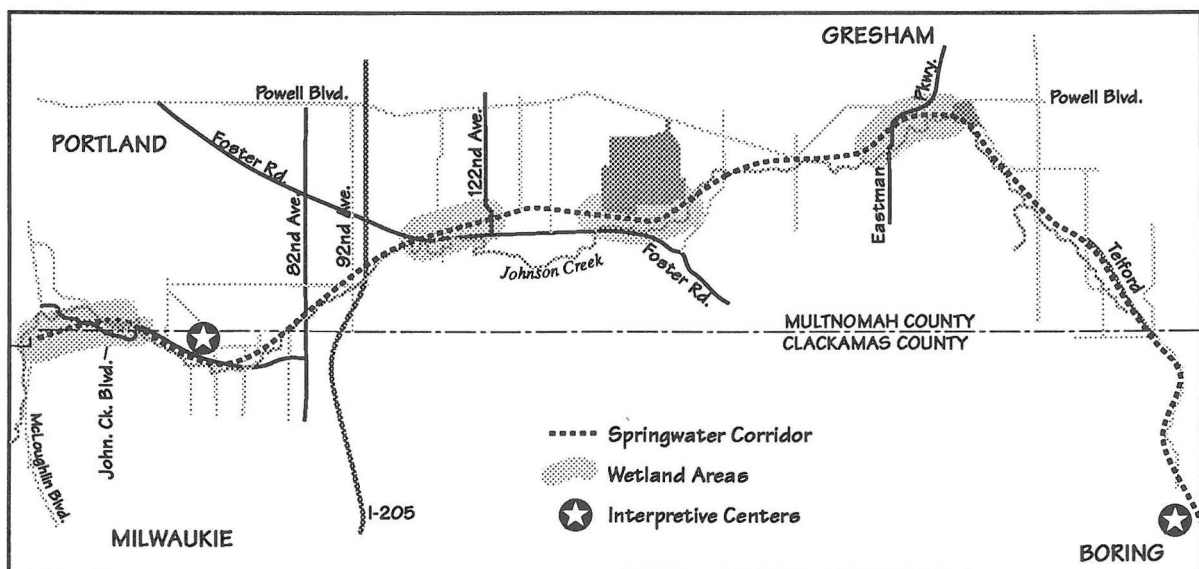 GRESHAM
Pkwy.
Powell Blvd.
Powell Blvd.
PORTLAND
Foster Rd.
122nd Ave.
82nd Ave.
92nd Ave.
Eastman
Telford
Johnson Creek
Foster Rd.
MULTNOMAH COUNTY
CLACKAMAS COUNTY
John. Ck. Blvd.
McLoughlin Blvd.
Springwater Corridor
Wetland Areas
Interpretive Centers
I-205
MILWAUKIE
BORING